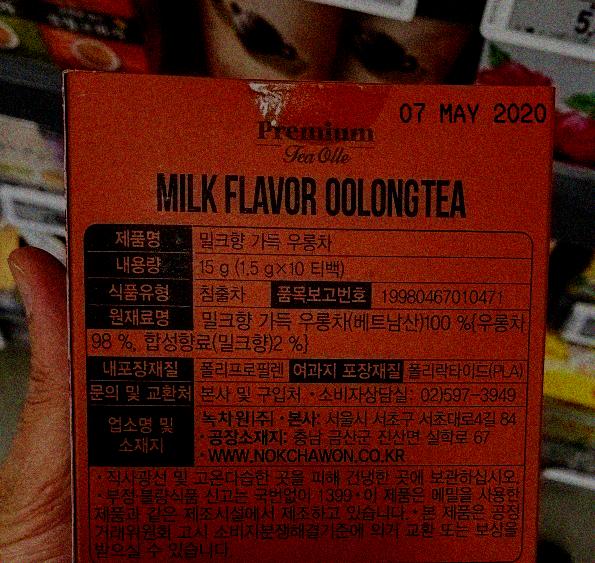 07 MAY 2020
Premium
Tea Olle
MILK FLAVOR OOLONGTEA
제품명 밀크향 가득 우롱차
내용량 15 g (1.5 g×10 티백)
식품유형 침출차 품목보고번호 19980467010471
원재료명 밀크향 가득 우롱차(베트남산)100 %{우롱차
98 %, 합성향료(밀크향)2 %}
내포장재질 폴리프로필렌 여과지 포장재질 폴리락타이드(PLA)
문의 및 교환처 본사 및 구입처 · 소비자상담실: 02)597-3949
업소명 및 소재지 녹차원(주) · 본사: 서울시 서초구 서초대로4길 84
· 공장소재지: 충남 금산군 진산면 실학로 67
· WWW.NOKCHAWON.CO.KR
· 직사광선 및 고온다습한 곳을 피해 건냉한 곳에 보관하십시오.
· 부정·불량식품 신고는 국번없이 1399 · 이 제품은 메밀을 사용한
제품과 같은 제조시설에서 제조하고 있습니다. · 본 제품은 공정
거래위원회 고시 소비자분쟁해결기준에 의거 교환 또는 보상을
받으실 수 있습니다.